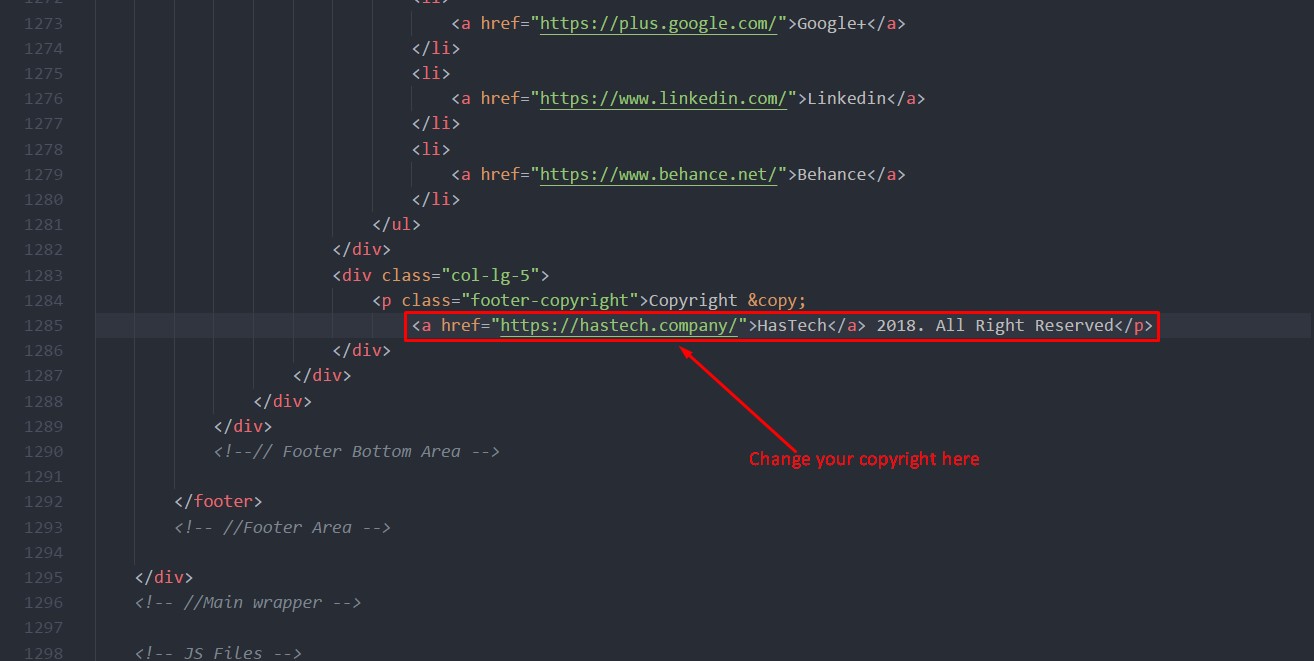 1272 <li>
1273 <a href="https://plus.google.com/">Google+</a>
1274 </li>
1275 <li>
1276 <a href="https://www.linkedin.com/">Linkedin</a>
1277 </li>
1278 <li>
1279 <a href="https://www.behance.net/">Behance</a>
1280 </li>
1281 </ul>
1282 </div>
1283 <div class="col-lg-5">
1284 <p class="footer-copyright">Copyright &copy;
1285 <a href="https://hastech.company/">HasTech</a> 2018. All Right Reserved</p>
1286 </div>
1287 </div>
1288 </div>
1289 </div>
1290 <!--// Footer Bottom Area -->
Change your copyright here
1291
1292 </footer>
1293 <!-- //Footer Area -->
1294
1295 </div>
1296 <!-- //Main wrapper -->
1297
1298 <!-- JS Files -->